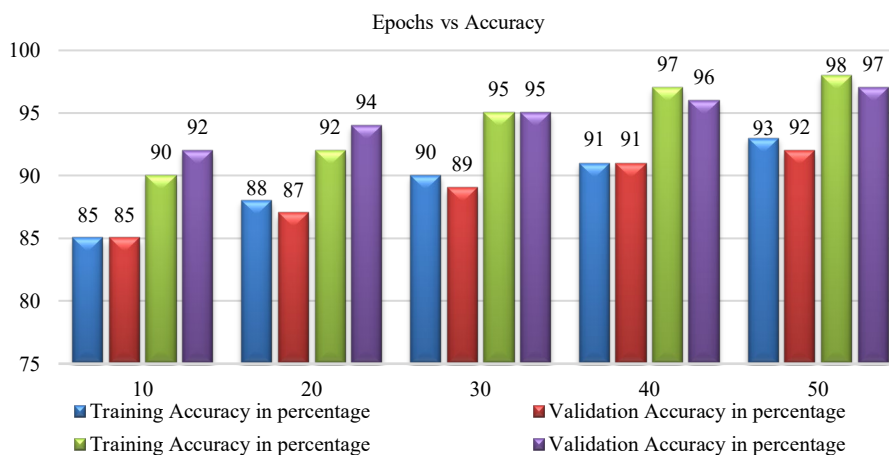 Epochs vs Accuracy
100
95
90
85
80
75
85 85 90 92
88 87 92 94
90 89 95 95
91 91 97 96
93 92 98 97
10 20 30 40 50
Training Accuracy in percentage Validation Accuracy in percentage
Training Accuracy in percentage Validation Accuracy in percentage